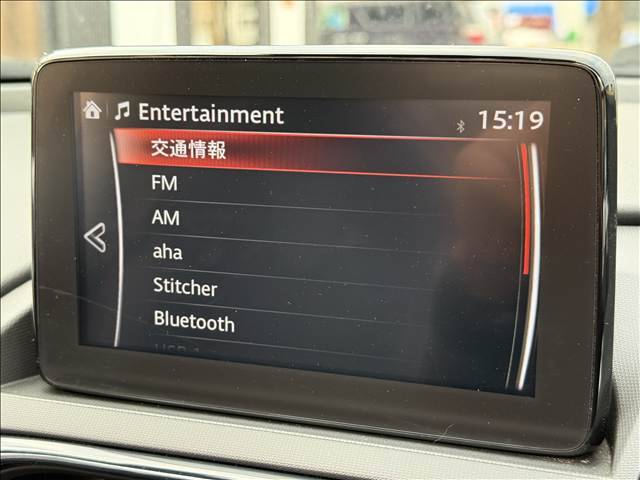 Entertainment
15:19
交通情報
FM
AM
aha
Stitcher
Bluetooth